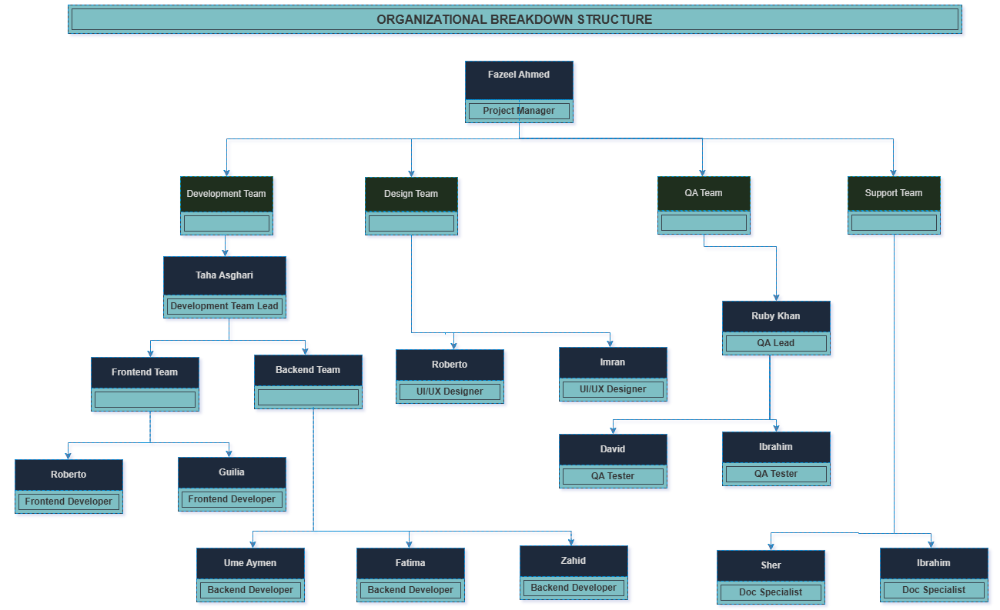 ORGANIZATIONAL BREAKDOWN STRUCTURE
Fazeel Ahmed
Project Manager
Development Team
Design Team
QA Team
Support Team
Taha Asghari
Development Team Lead
Ruby Khan
QA Lead
Frontend Team
Backend Team
Roberto
UI/UX Designer
Imran
UI/UX Designer
David
QA Tester
Ibrahim
QA Tester
Roberto
Frontend Developer
Guilia
Frontend Developer
Ume Aymen
Backend Developer
Fatima
Backend Developer
Zahid
Backend Developer
Sher
Doc Specialist
Ibrahim
Doc Specialist